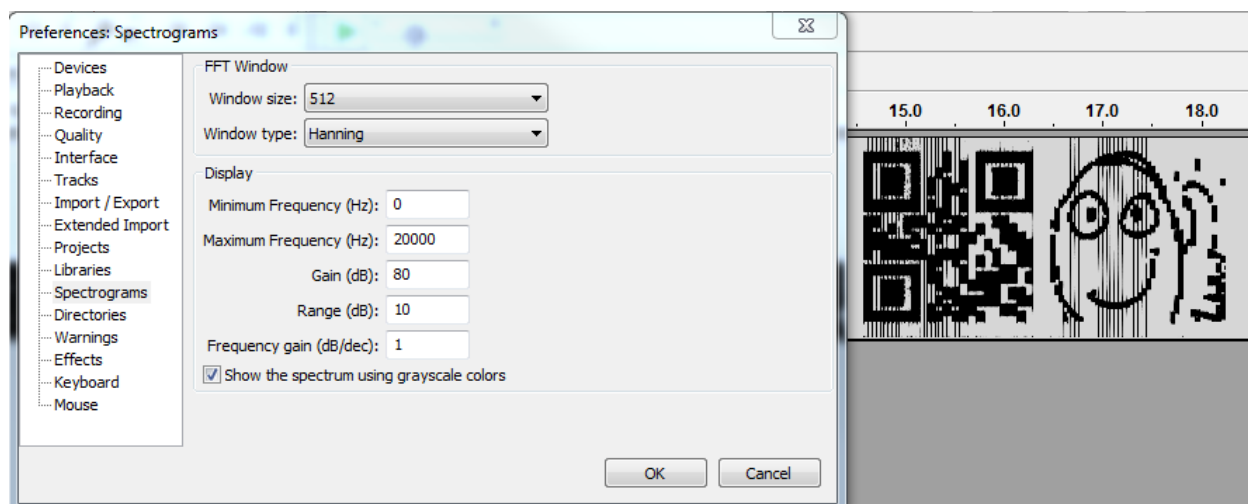 Preferences: Spectrograms
Devices
Playback
Recording
Quality
Interface
Tracks
Import / Export
Extended Import
Projects
Libraries
Spectrograms
Directories
Warnings
Effects
Keyboard
Mouse
FFT Window
Window size: 512
Window type: Hanning
Display
Minimum Frequency (Hz): 0
Maximum Frequency (Hz): 20000
Gain (dB): 80
Range (dB): 10
Frequency gain (dB/dec): 1
Show the spectrum using grayscale colors
OK Cancel
15.0 16.0 17.0 18.0